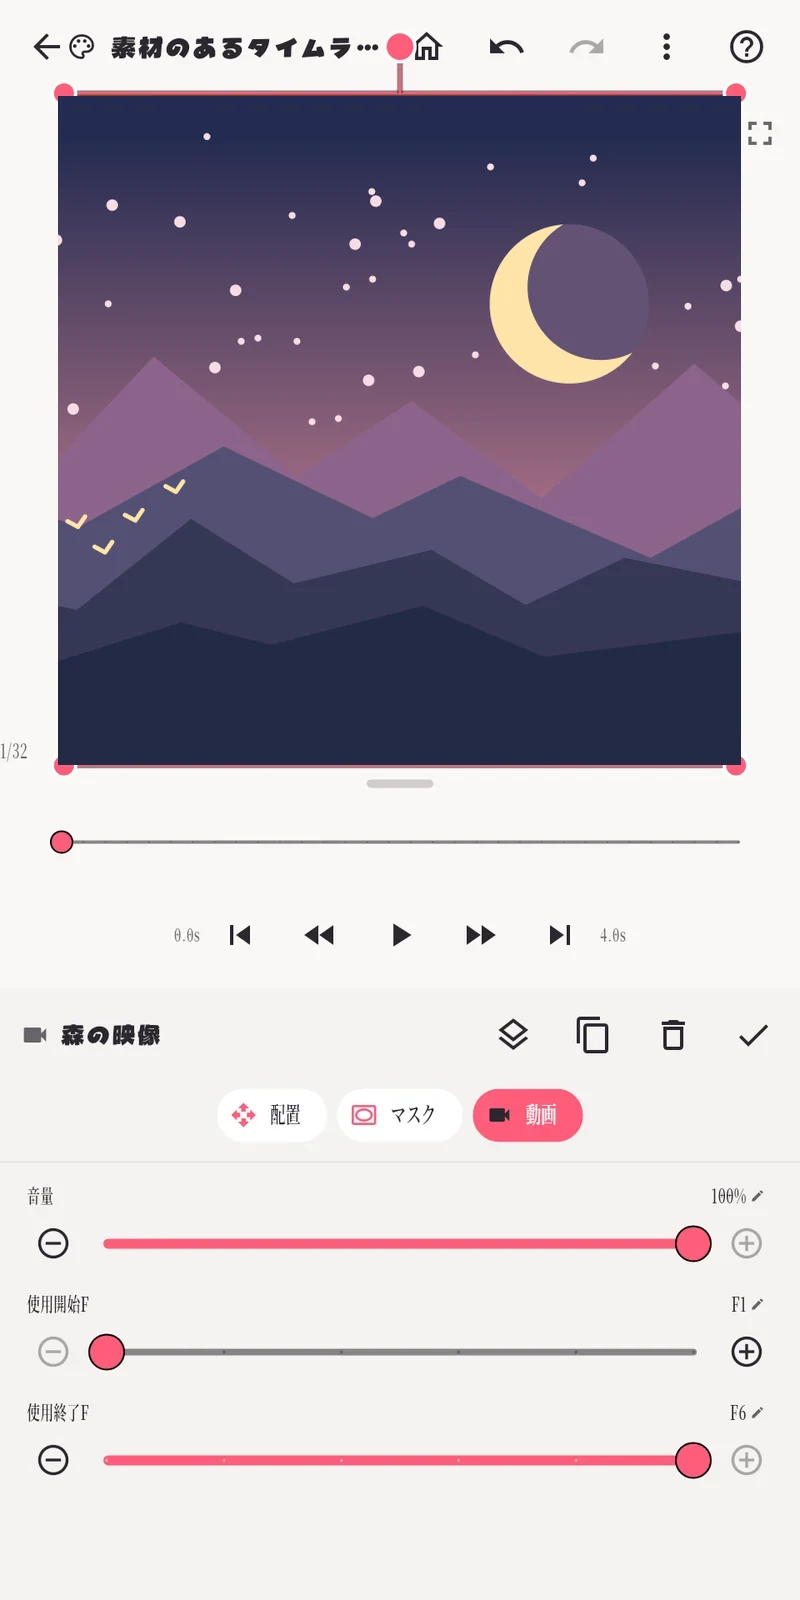 素材のあるタイムラ…
1/32
0.0s
4.0s
森の映像
配置
マスク
動画
音量
100%
使用開始F
F1
使用終了F
F6